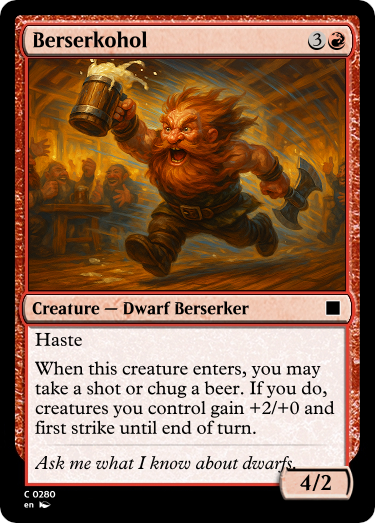 Berserkohol 3
Creature — Dwarf Berserker
Haste
When this creature enters, you may
take a shot or chug a beer. If you do,
creatures you control gain +2/+0 and
first strike until end of turn.
Ask me what I know about dwarfs.
4/2
C 0280
en